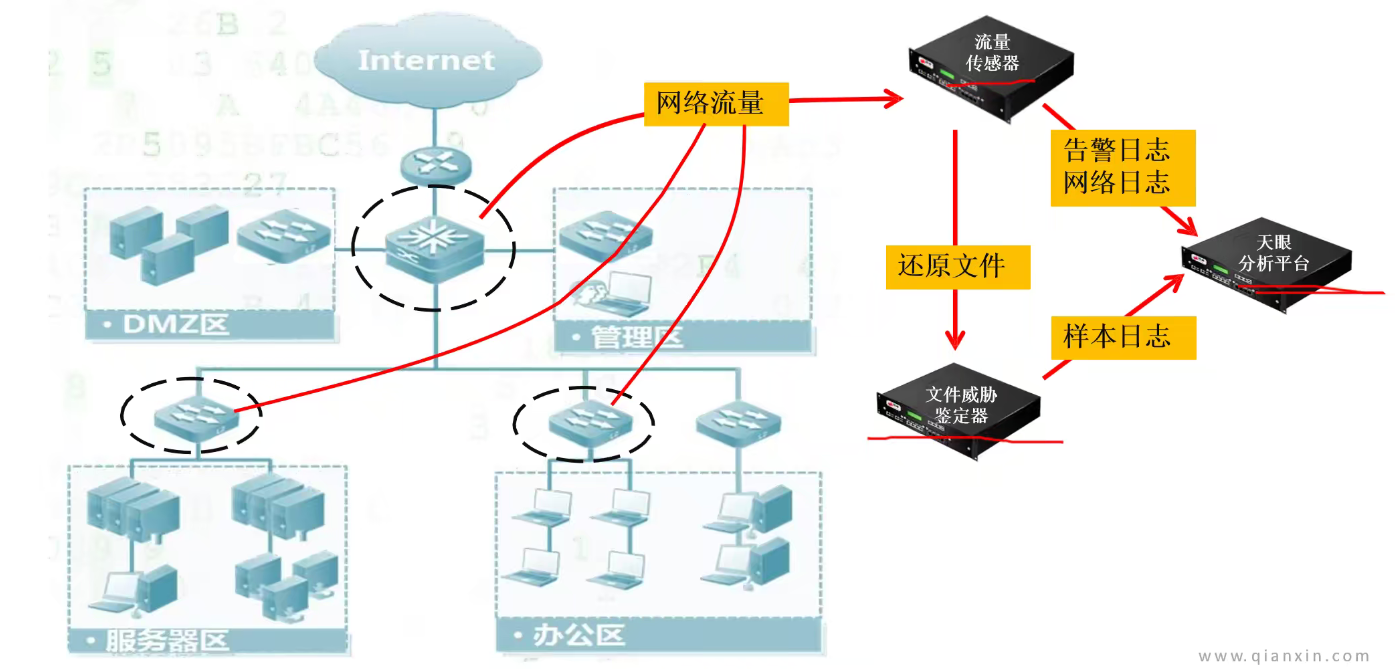 Internet
网络流量
流量
传感器
告警日志
网络日志
天眼
分析平台
还原文件
样本日志
文件威胁
鉴定器
·DMZ区
·管理区
·服务器区
·办公区
www.qianxin.com